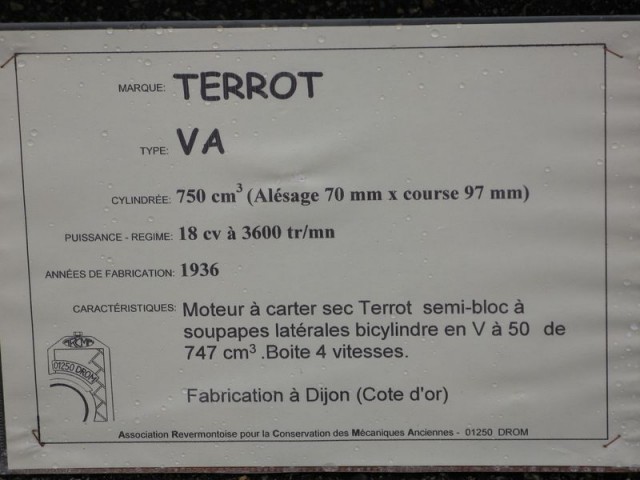 MARQUE: TERROT
TYPE: VA
CYLINDRÉE: 750 cm³ (Alésage 70 mm x course 97 mm)
PUISSANCE - REGIME: 18 cv à 3600 tr/mn
ANNÉES DE FABRICATION: 1936
CARACTÉRISTIQUES: Moteur à carter sec Terrot semi-bloc à
soupapes latérales bicylindre en V à 50 de
747 cm³ .Boite 4 vitesses.
ARCMA
01250 DROM
Fabrication à Dijon (Cote d'or)
Association Revermontoise pour la Conservation des Mécaniques Anciennes - 01250 DROM